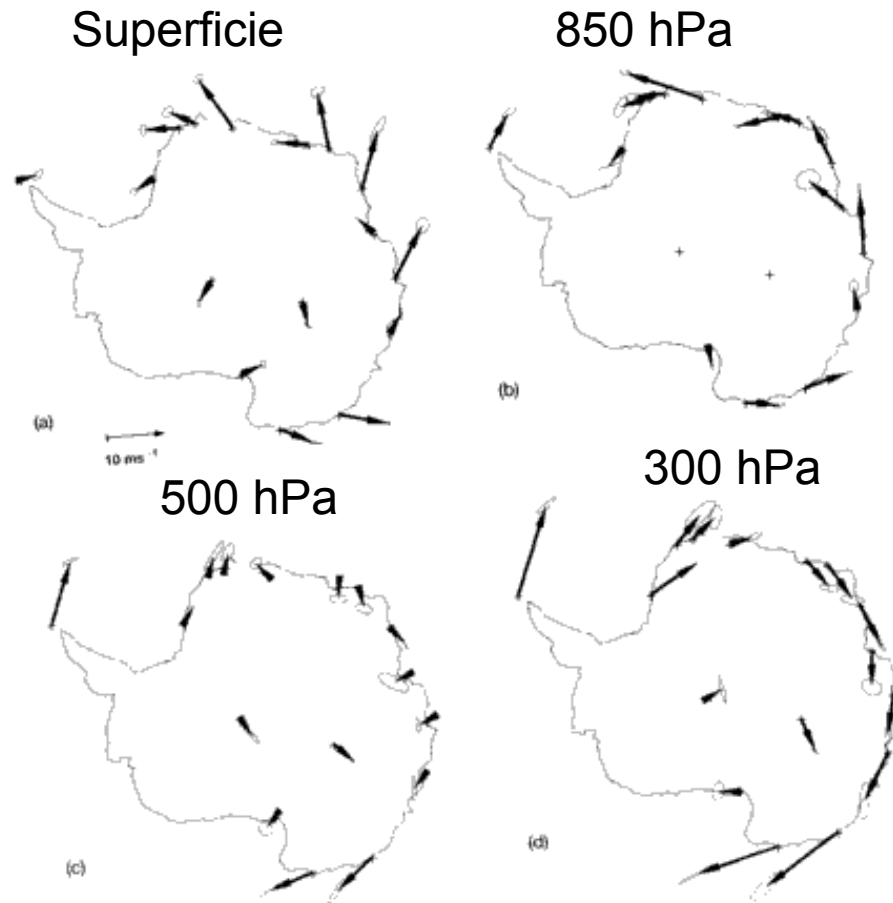 Superficie
850 hPa
(a)
10 ms⁻¹
(b)
500 hPa
300 hPa
(c)
(d)